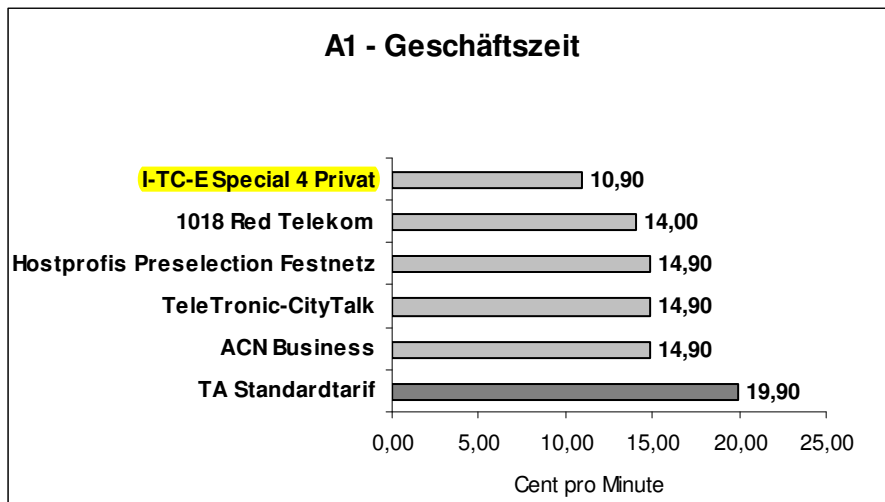 A1 - Geschäftszeit
I-TC-E Special 4 Privat 10,90
1018 Red Telekom 14,00
Hostprofis Preselection Festnetz 14,90
TeleTronic-CityTalk 14,90
ACN Business 14,90
TA Standardtarif 19,90
0,00 5,00 10,00 15,00 20,00 25,00
Cent pro Minute